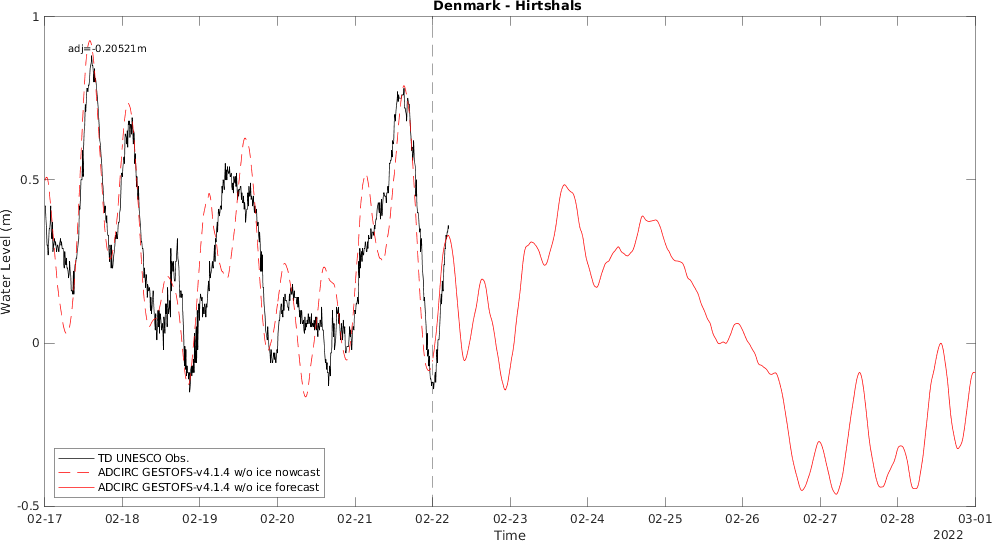 Denmark - Hirtshals
adj=-0.20521m
Water Level (m)
1
0.5
0
-0.5
TD UNESCO Obs.
ADCIRC GESTOFS-v4.1.4 w/o ice nowcast
ADCIRC GESTOFS-v4.1.4 w/o ice forecast
02-17 02-18 02-19 02-20 02-21 02-22 02-23 02-24 02-25 02-26 02-27 02-28 03-01
Time
2022